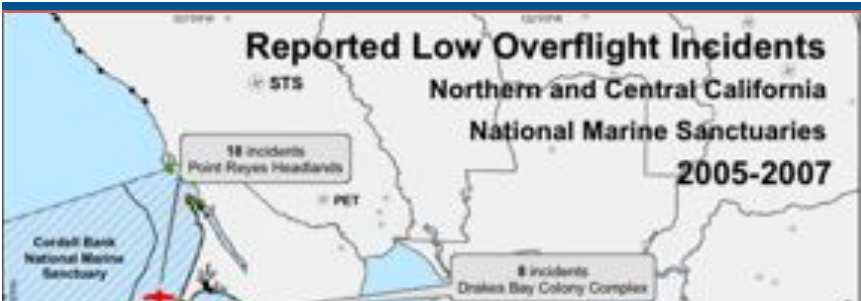 Reported Low Overflight Incidents
Northern and Central California
National Marine Sanctuaries
2005-2007
STS
18 incidents
Point Reyes Headlands
PET
Cordell Bank
National Marine
Sanctuary
8 incidents
Drakes Bay Colony Complex